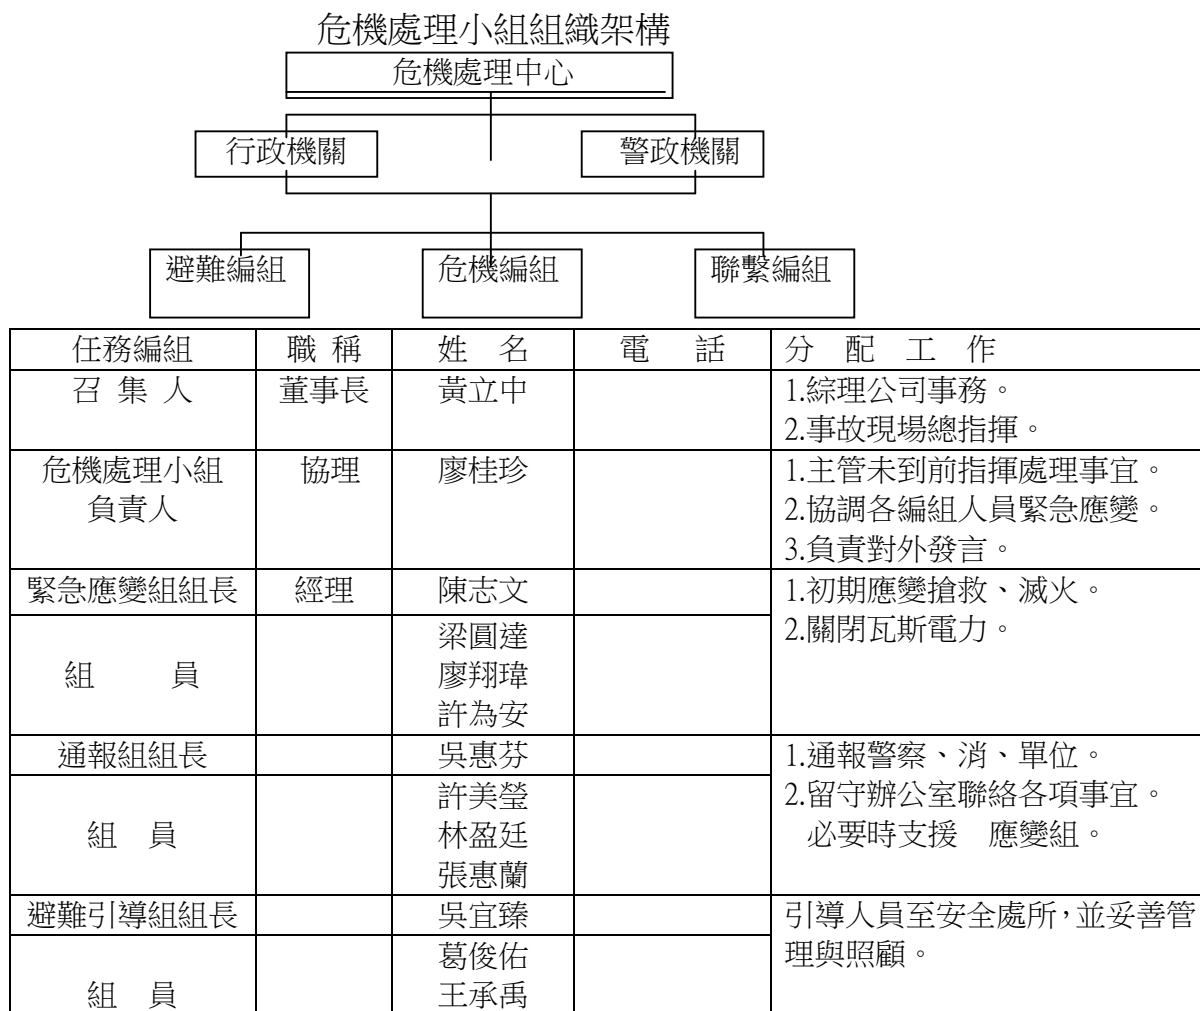 危機處理小組組織架構
危機處理中心
行政機關 警政機關
避難編組 危機編組 聯繫編組
任務編組 職 稱 姓 名 電 話 分 配 工 作
召 集 人 董事長 黃立中 1.綜理公司事務。
2.事故現場總指揮。
危機處理小組 協理 廖桂珍 1.主管未到前指揮處理事宜。
負責人 2.協調各編組人員緊急應變。
3.負責對外發言。
緊急應變組組長 經理 陳志文 1.初期應變搶救、滅火。
梁圓達 2.關閉瓦斯電力。
組 員 廖翔瑋
許為安
通報組組長 吳惠芬 1.通報警察、消、單位。
許美瑩 2.留守辦公室聯絡各項事宜。
組 員 林盈廷 必要時支援 應變組。
張惠蘭
避難引導組組長 吳宜臻 引導人員至安全處所，並妥善管
葛俊佑 理與照顧。
組 員 王承禹